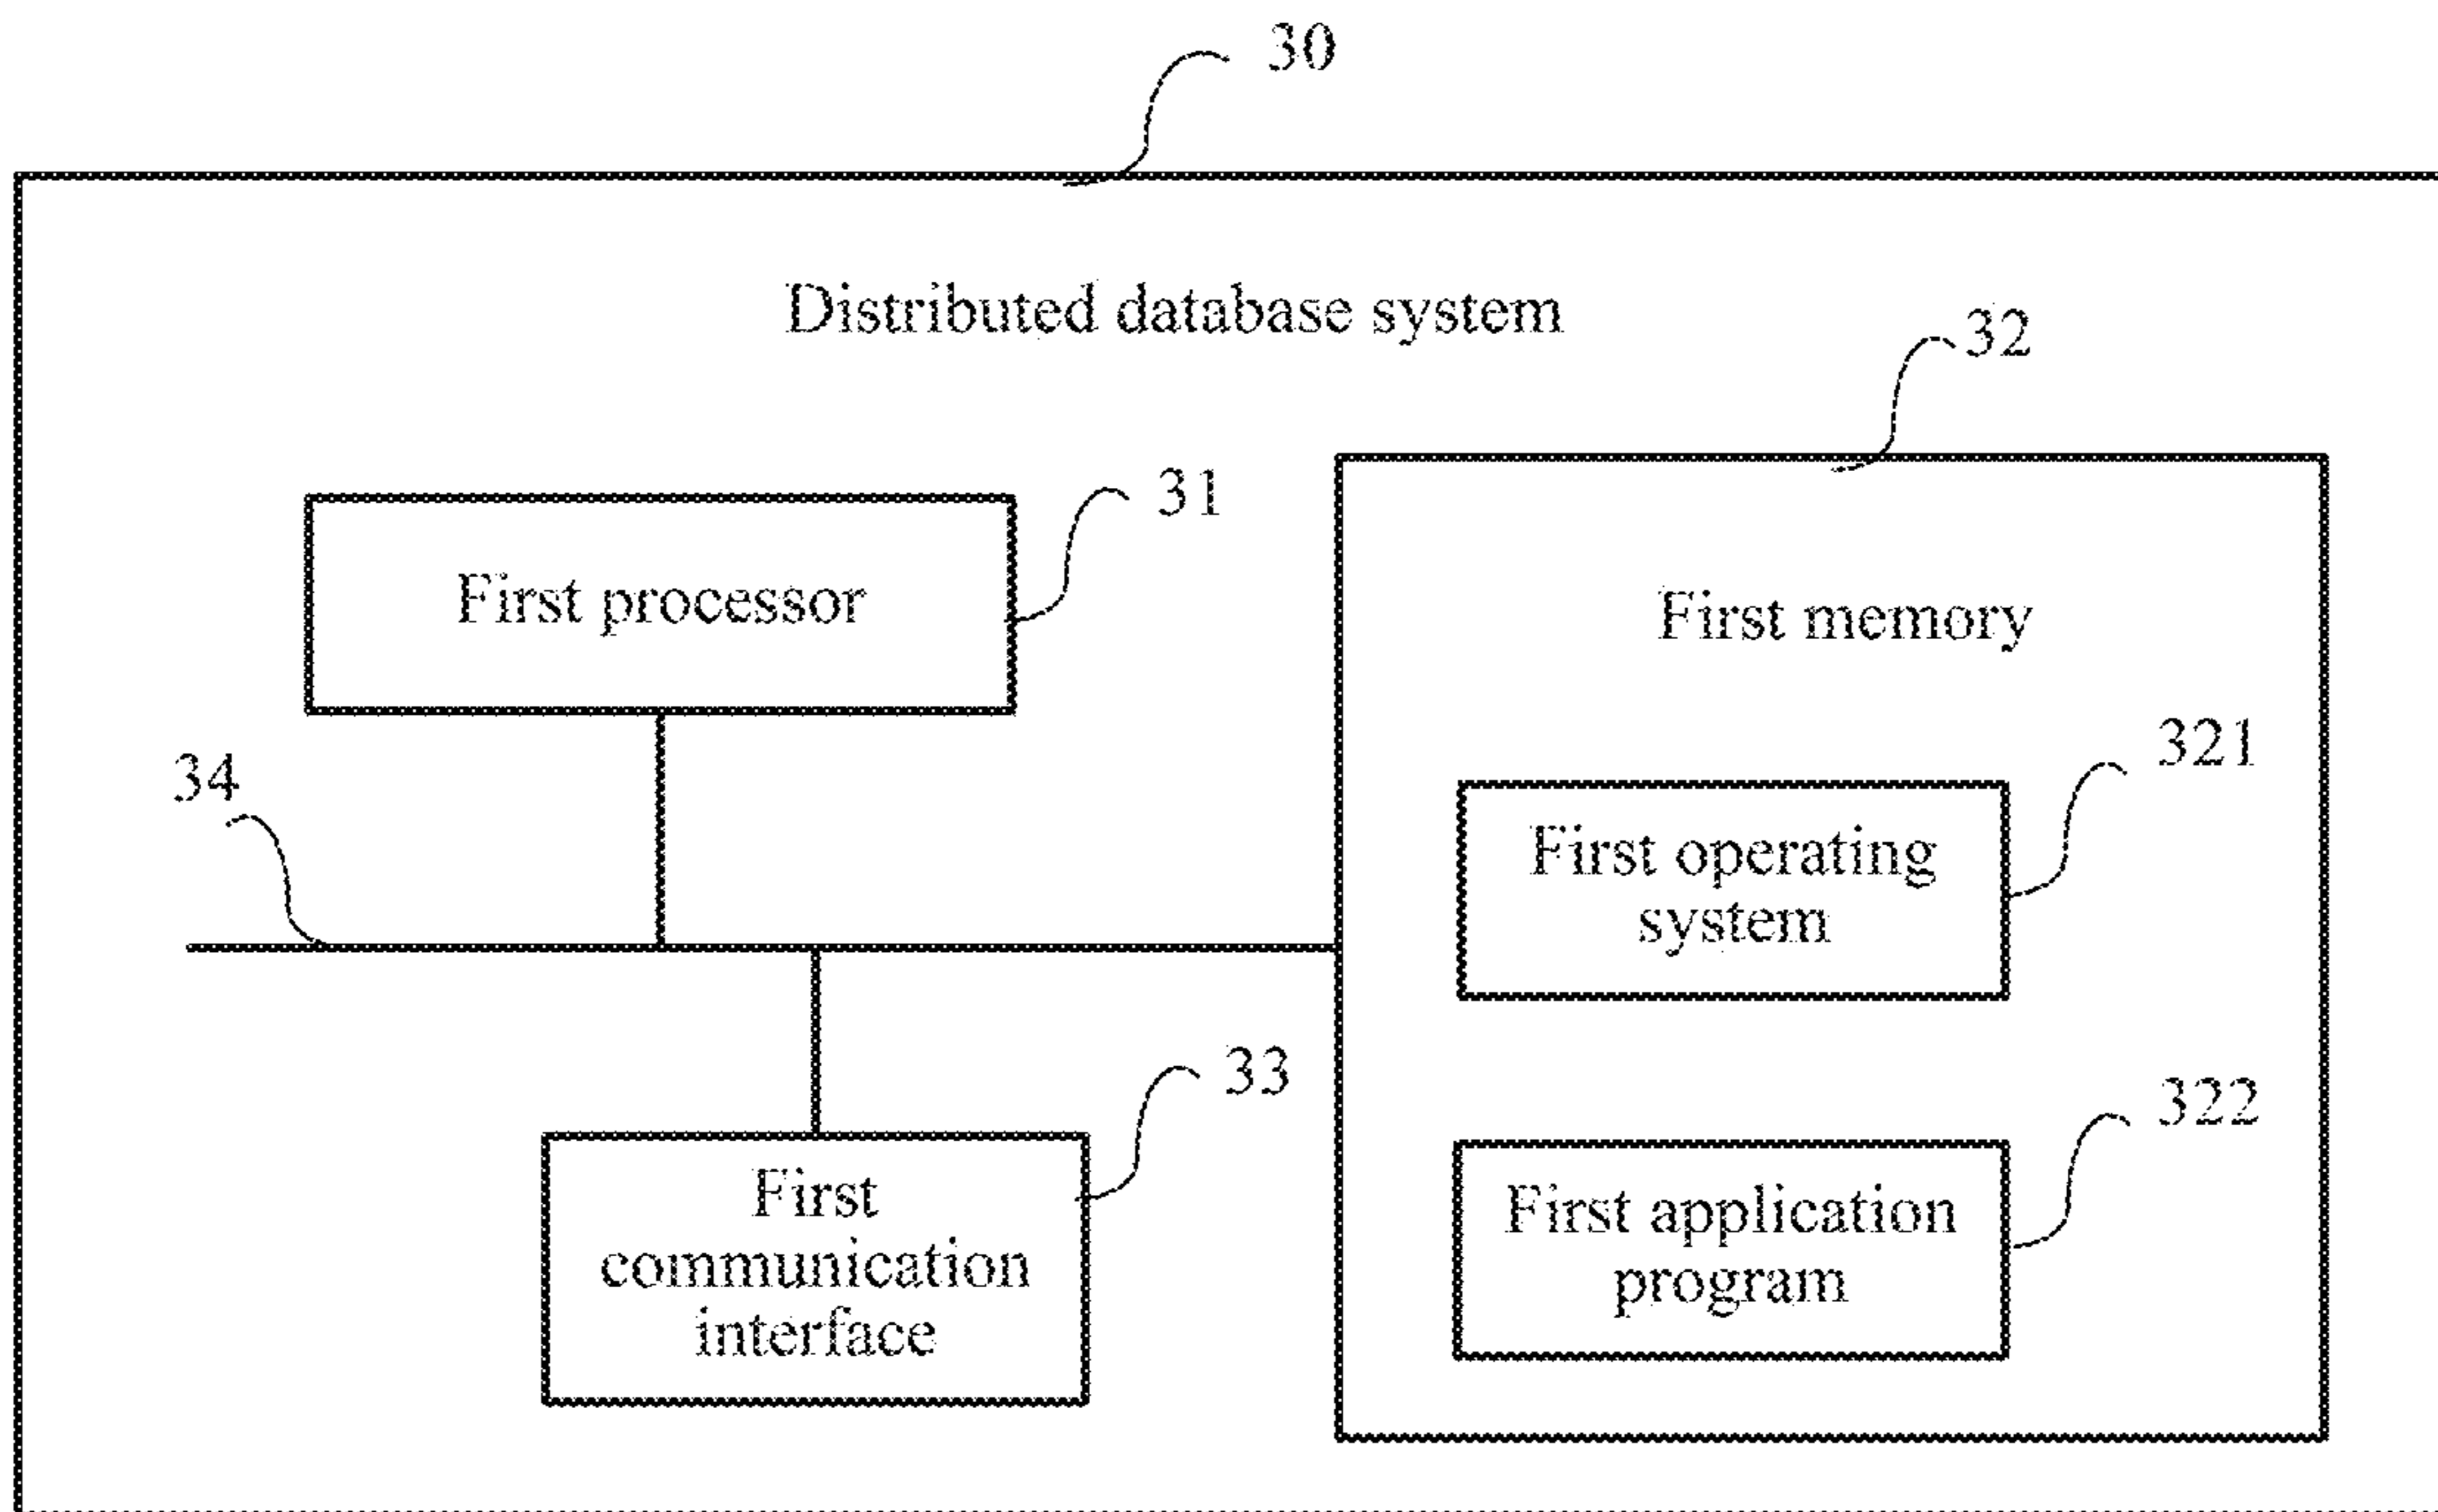 30
Distributed database system
32
31
First processor
First memory
321
34
First operating
system
33
322
First
communication
interface
First application
program